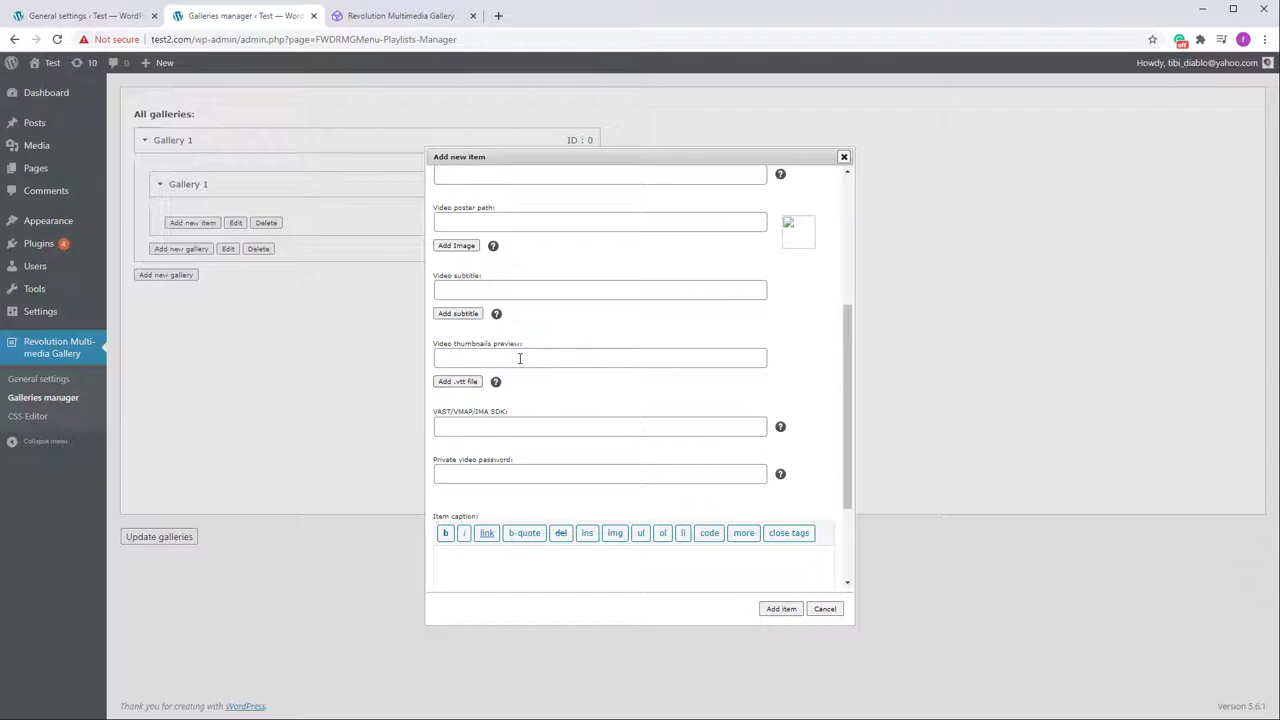 General settings ‹ Test — WordP
Galleries manager ‹ Test — Wor
Revolution Multimedia Gallery
Not secure
test2.com/wp-admin/admin.php?page=FWDRMGMenu-Playlists-Manager
off
f
Test
10
0
New
Howdy, tibi_diablo@yahoo.com
Dashboard
Posts
Media
Pages
Comments
Appearance
Plugins 4
Users
Tools
Settings
Revolution Multi-
media Gallery
General settings
Galleries manager
CSS Editor
Collapse menu
All galleries:
Gallery 1
ID : 0
Gallery 1
Add new item
Edit
Delete
Add new gallery
Edit
Delete
Add new gallery
Update galleries
Add new item
?
Video poster path:
Add Image
?
Video subtitle:
Add subtitle
?
Video thumbnails preview:
Add .vtt file
?
VAST/VMAP/IMA SDK:
?
Private video password:
?
Item caption:
b
i
link
b-quote
del
ins
img
ul
ol
li
code
more
close tags
Add item
Cancel
Thank you for creating with WordPress.
Version 5.6.1